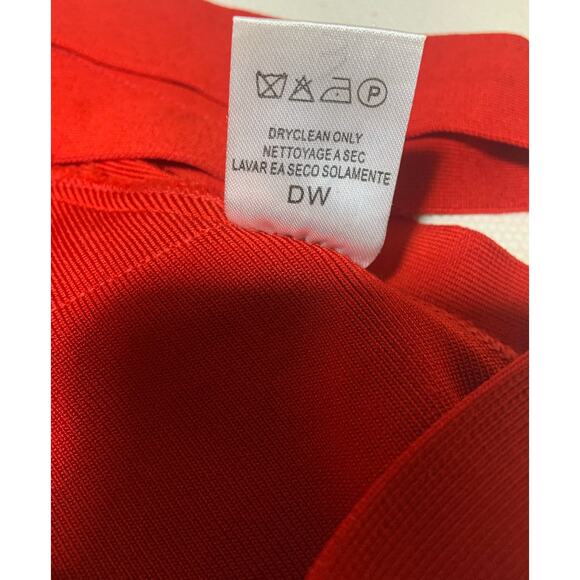 P
DRYCLEAN ONLY
NETTOYAGE A SEC
LAVAR EA SECO SOLAMENTE
DW